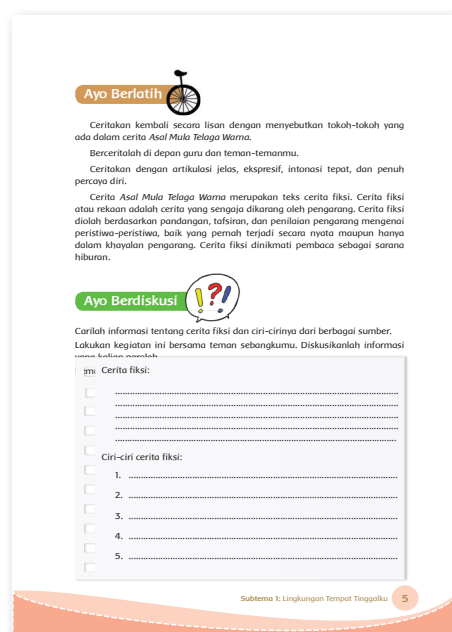 Ayo Berlatih
Ceritakan kembali secara lisan dengan menyebutkan tokoh-tokoh yang
ada dalam cerita Asal Mula Telaga Warna.
Berceritalah di depan guru dan teman-temanmu.
Ceritakan dengan artikulasi jelas, ekspresif, intonasi tepat, dan penuh
percaya diri.
Cerita Asal Mula Telaga Warna merupakan teks cerita fiksi. Cerita fiksi
atau rekaan adalah cerita yang sengaja dikarang oleh pengarang. Cerita fiksi
diolah berdasarkan pandangan, tafsiran, dan penilaian pengarang mengenai
peristiwa-peristiwa, baik yang pernah terjadi secara nyata maupun hanya
dalam khayalan pengarang. Cerita fiksi dinikmati pembaca sebagai sarana
hiburan.
Ayo Berdiskusi
!?/
Carilah informasi tentang cerita fiksi dan ciri-cirinya dari berbagai sumber.
Lakukan kegiatan ini bersama teman sebangkumu. Diskusikanlah informasi
yang kalian peroleh.
Cerita fiksi:
Ciri-ciri cerita fiksi:
1.
2.
3.
4.
5.
Subtema 1: Lingkungan Tempat Tinggalku 5